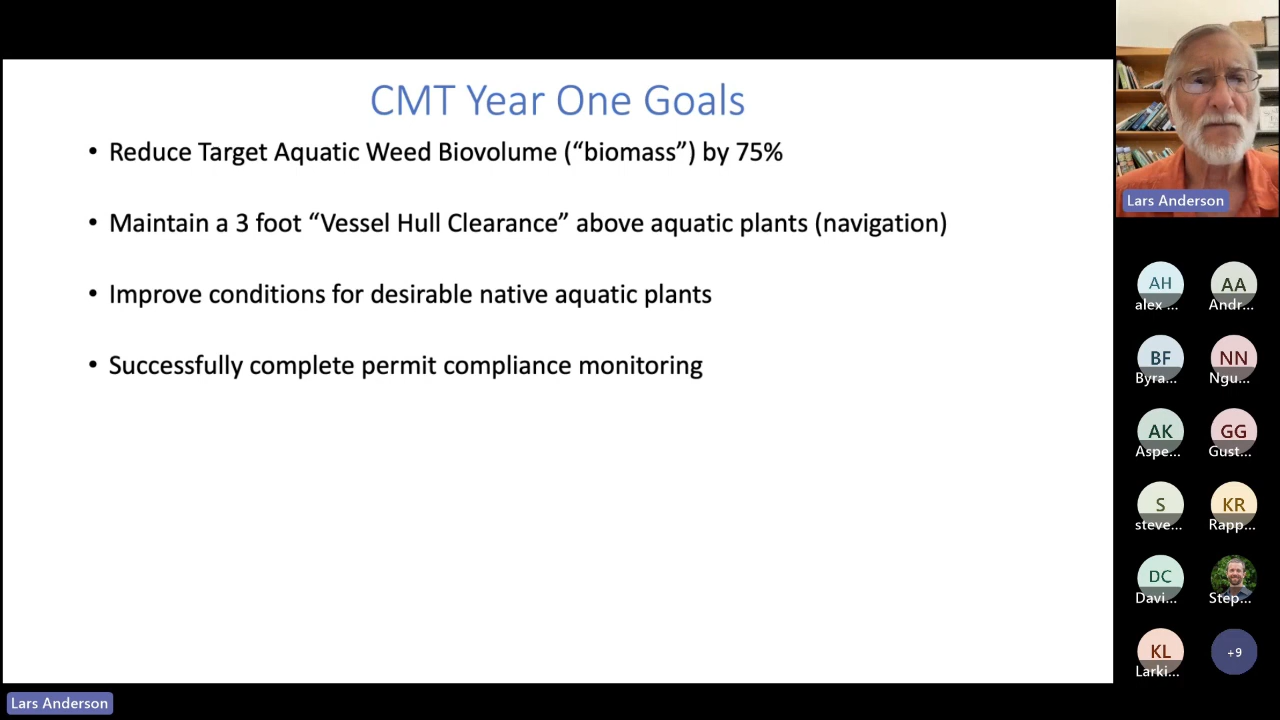 CMT Year One Goals
• Reduce Target Aquatic Weed Biovolume (“biomass”) by 75%
• Maintain a 3 foot “Vessel Hull Clearance” above aquatic plants (navigation)
• Improve conditions for desirable native aquatic plants
• Successfully complete permit compliance monitoring
Lars Anderson
AH AA
alex ... Andr...
BF NN
Byra... Ngu...
AK GG
Aspe... Gust...
S KR
steve... Rapp...
DC
Davi... Step...
KL +9
Larki...
Lars Anderson